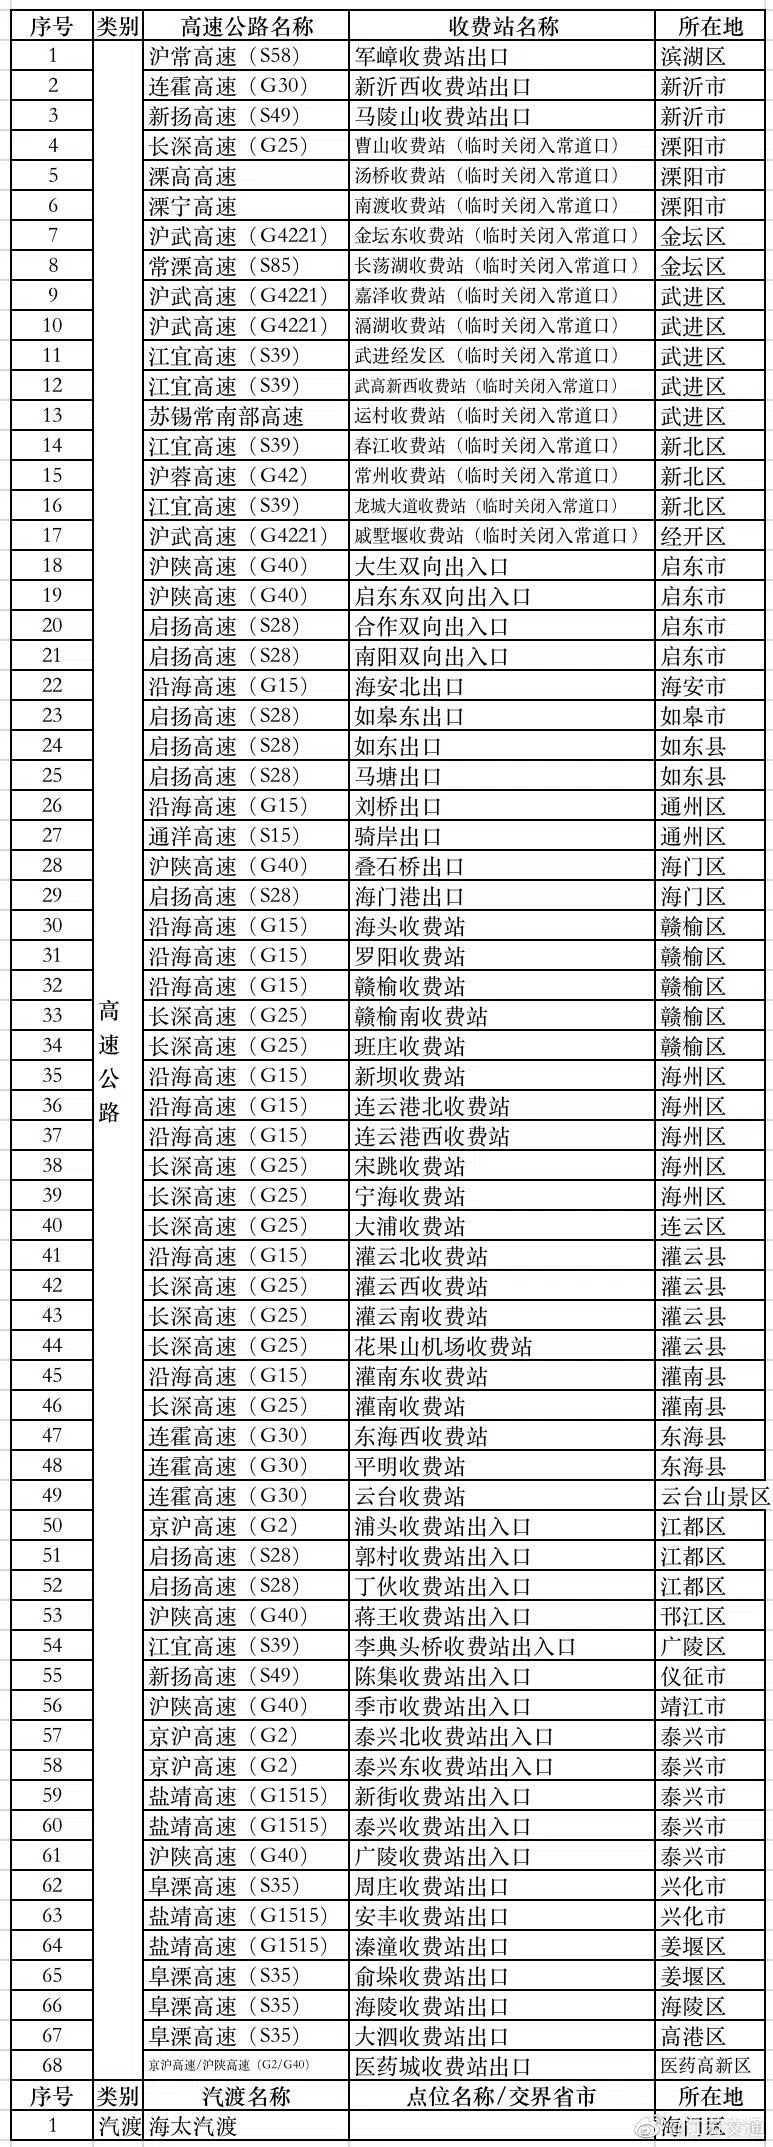 序号 类别 高速公路名称 收费站名称 所在地
1 沪常高速（S58） 军嶂收费站出口 滨湖区
2 连霍高速（G30） 新沂西收费站出口 新沂市
3 新扬高速（S49） 马陵山收费站出口 新沂市
4 长深高速（G25） 曹山收费站（临时关闭入常道口） 溧阳市
5 溧高高速 汤桥收费站（临时关闭入常道口） 溧阳市
6 溧宁高速 南渡收费站（临时关闭入常道口） 溧阳市
7 沪武高速（G4221） 金坛东收费站（临时关闭入常道口） 金坛区
8 常溧高速（S85） 长荡湖收费站（临时关闭入常道口） 金坛区
9 沪武高速（G4221） 嘉泽收费站（临时关闭入常道口） 武进区
10 沪武高速（G4221） 滆湖收费站（临时关闭入常道口） 武进区
11 江宜高速（S39） 武进经发区（临时关闭入常道口） 武进区
12 江宜高速（S39） 武高新西收费站（临时关闭入常道口） 武进区
13 苏锡常南部高速 运村收费站（临时关闭入常道口） 武进区
14 江宜高速（S39） 春江收费站（临时关闭入常道口） 新北区
15 沪蓉高速（G42） 常州收费站（临时关闭入常道口） 新北区
16 江宜高速（S39） 龙城大道收费站（临时关闭入常道口） 新北区
17 沪武高速（G4221） 戚墅堰收费站（临时关闭入常道口） 经开区
18 沪陕高速（G40） 大生双向出入口 启东市
19 沪陕高速（G40） 启东东双向出入口 启东市
20 启扬高速（S28） 合作双向出入口 启东市
21 启扬高速（S28） 南阳双向出入口 启东市
22 沿海高速（G15） 海安北出口 海安市
23 启扬高速（S28） 如皋东出口 如皋市
24 启扬高速（S28） 如东出口 如东县
25 启扬高速（S28） 马塘出口 如东县
26 沿海高速（G15） 刘桥出口 通州区
27 通洋高速（S15） 骑岸出口 通州区
28 沪陕高速（G40） 叠石桥出口 海门区
29 启扬高速（S28） 海门港出口 海门区
30 沿海高速（G15） 海头收费站 赣榆区
31 沿海高速（G15） 罗阳收费站 赣榆区
32 沿海高速（G15） 赣榆收费站 赣榆区
33 高速公路 长深高速（G25） 赣榆南收费站 赣榆区
34 长深高速（G25） 班庄收费站 赣榆区
35 沿海高速（G15） 新坝收费站 海州区
36 沿海高速（G15） 连云港北收费站 海州区
37 沿海高速（G15） 连云港西收费站 海州区
38 长深高速（G25） 宋跳收费站 海州区
39 长深高速（G25） 宁海收费站 海州区
40 长深高速（G25） 大浦收费站 连云区
41 沿海高速（G15） 灌云北收费站 灌云县
42 长深高速（G25） 灌云西收费站 灌云县
43 长深高速（G25） 灌云南收费站 灌云县
44 长深高速（G25） 花果山机场收费站 灌云县
45 沿海高速（G15） 灌南东收费站 灌南县
46 长深高速（G25） 灌南收费站 灌南县
47 连霍高速（G30） 东海西收费站 东海县
48 连霍高速（G30） 平明收费站 东海县
49 连霍高速（G30） 云台收费站 云台山景区
50 京沪高速（G2） 浦头收费站出入口 江都区
51 启扬高速（S28） 郭村收费站出入口 江都区
52 启扬高速（S28） 丁伙收费站出入口 江都区
53 沪陕高速（G40） 蒋王收费站出入口 邗江区
54 江宜高速（S39） 李典头桥收费站出入口 广陵区
55 新扬高速（S49） 陈集收费站出入口 仪征市
56 沪陕高速（G40） 季市收费站出入口 靖江市
57 京沪高速（G2） 泰兴北收费站出入口 泰兴市
58 京沪高速（G2） 泰兴东收费站出入口 泰兴市
59 盐靖高速（G1515） 新街收费站出入口 泰兴市
60 盐靖高速（G1515） 泰兴收费站出入口 泰兴市
61 沪陕高速（G40） 广陵收费站出入口 泰兴市
62 阜溧高速（S35） 周庄收费站出口 兴化市
63 盐靖高速（G1515） 安丰收费站出口 兴化市
64 盐靖高速（G1515） 溱潼收费站出口 姜堰区
65 阜溧高速（S35） 俞垛收费站出口 姜堰区
66 阜溧高速（S35） 海陵收费站出口 海陵区
67 阜溧高速（S35） 大泗收费站出口 高港区
68 京沪高速/沪陕高速（G2/G40） 医药城收费站出口 医药高新区
序号 类别 汽渡名称 点位名称/交界省市 所在地
1 汽渡 海太汽渡 海门区